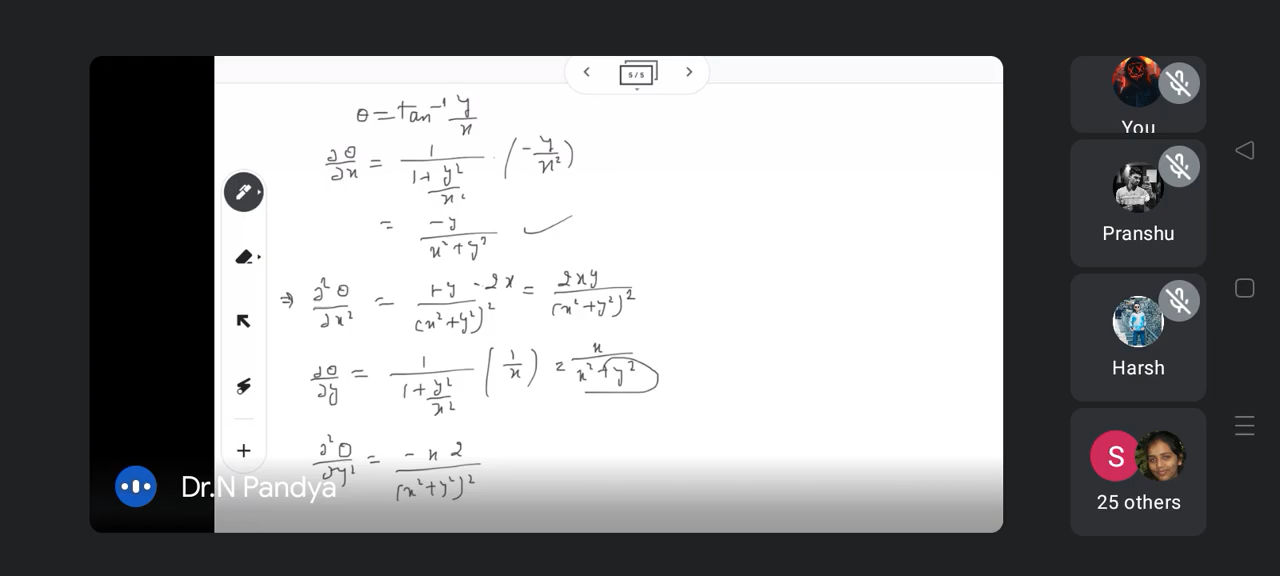 5/5
θ = tan⁻¹ y/x
∂θ/∂x = 1/(1 + y²/x²) · (-y/x²)
= -y/(x² + y²)
⇒ ∂²θ/∂x² = +y · 2x/(x² + y²)² = 2xy/(x² + y²)²
∂θ/∂y = 1/(1 + y²/x²) (1/x) = x/(x² + y²)
∂²θ/∂y² = -x 2/(x² + y²)²
Dr.N Pandya
You
Pranshu
Harsh
S
25 others